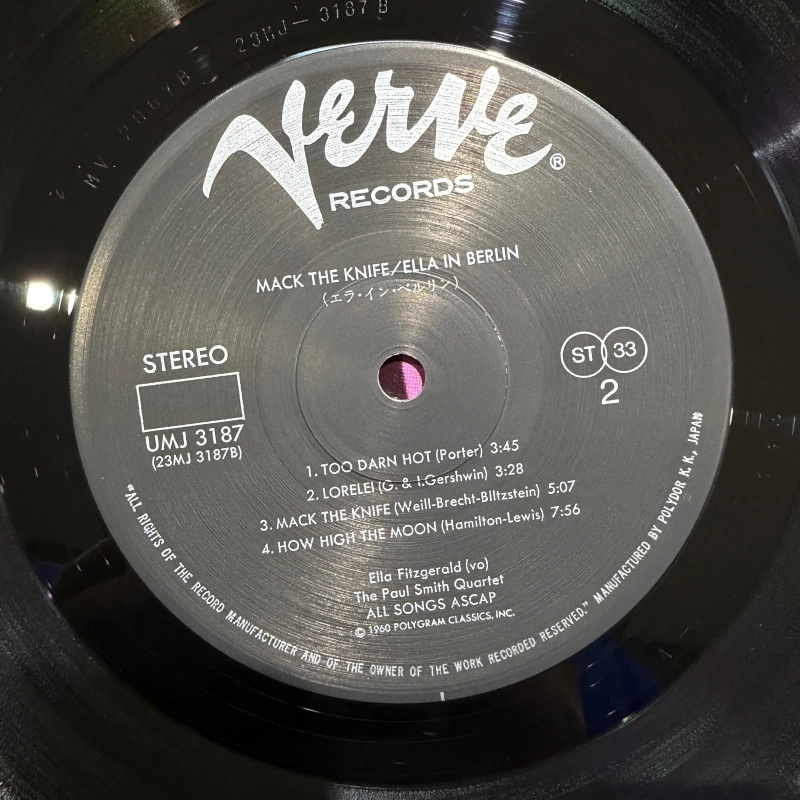 23MJ-3187B
MV 2007B
Verve
RECORDS
®
MACK THE KNIFE/ELLA IN BERLIN
(エラ・イン・ベルリン)
STEREO
UMJ 3187
(23MJ 3187B)
ST 33
2
1. TOO DARN HOT (Porter) 3:45
2. LORELEI (G. & I.Gershwin) 3:28
3. MACK THE KNIFE (Weill-Brecht-Blltzstein) 5:07
4. HOW HIGH THE MOON (Hamilton-Lewis) 7:56
Ella Fitzgerald (vo)
The Paul Smith Quartet
ALL SONGS ASCAP
© 1960 POLYGRAM CLASSICS, INC.
"ALL RIGHTS OF THE RECORD MANUFACTURER AND OF THE OWNER OF THE WORK RECORDED RESERVED." MANUFACTURED BY POLYDOR K. K., JAPAN